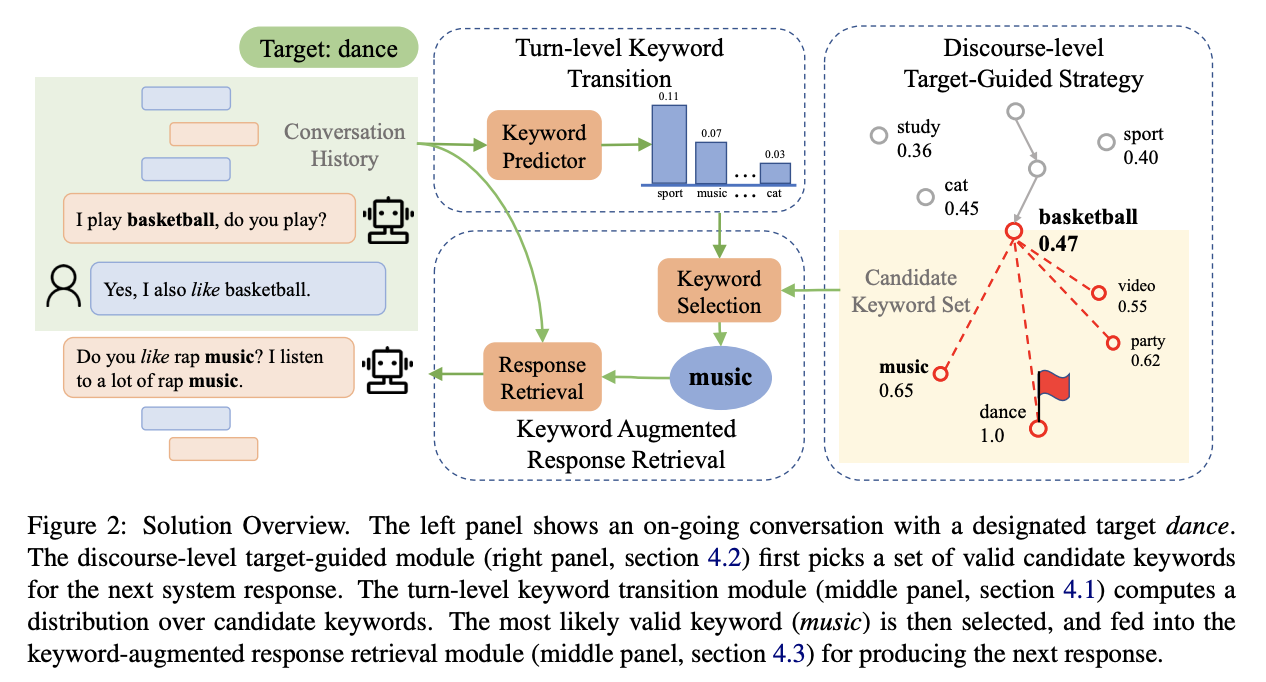 Target: dance
Conversation
History
I play basketball, do you play?
Yes, I also like basketball.
Do you like rap music? I listen
to a lot of rap music.
Turn-level Keyword
Transition
Keyword
Predictor
0.11
0.07
0.03
...
sport music ... cat
Keyword
Selection
music
Response
Retrieval
Keyword Augmented
Response Retrieval
Discourse-level
Target-Guided Strategy
study
0.36
sport
0.40
cat
0.45
basketball
0.47
Candidate
Keyword Set
video
0.55
party
0.62
music
0.65
dance
1.0
Figure 2: Solution Overview. The left panel shows an on-going conversation with a designated target dance.
The discourse-level target-guided module (right panel, section 4.2) first picks a set of valid candidate keywords
for the next system response. The turn-level keyword transition module (middle panel, section 4.1) computes a
distribution over candidate keywords. The most likely valid keyword (music) is then selected, and fed into the
keyword-augmented response retrieval module (middle panel, section 4.3) for producing the next response.